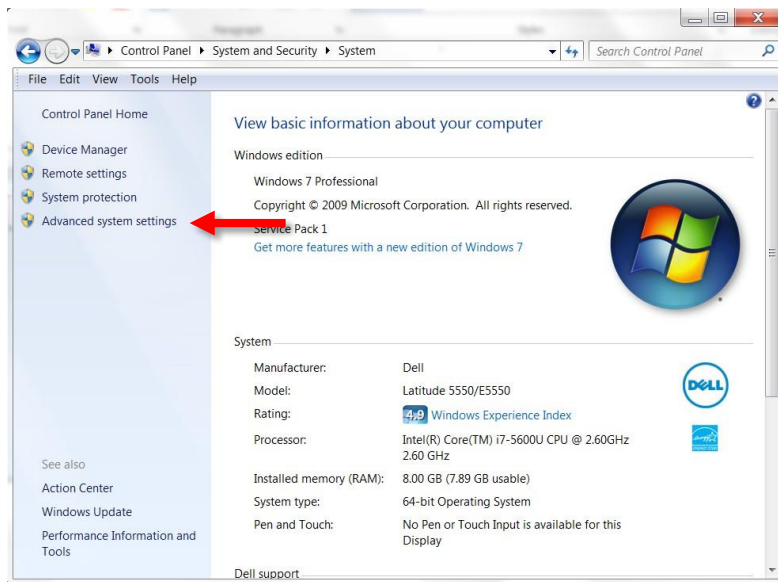 Control Panel ▸ System and Security ▸ System
Search Control Panel
File Edit View Tools Help
Control Panel Home
Device Manager
Remote settings
System protection
Advanced system settings
See also
Action Center
Windows Update
Performance Information and
Tools
View basic information about your computer
Windows edition
Windows 7 Professional
Copyright © 2009 Microsoft Corporation. All rights reserved.
Service Pack 1
Get more features with a new edition of Windows 7
System
Manufacturer: Dell
Model: Latitude 5550/E5550
Rating: 4.9 Windows Experience Index
Processor: Intel(R) Core(TM) i7-5600U CPU @ 2.60GHz
2.60 GHz
Installed memory (RAM): 8.00 GB (7.89 GB usable)
System type: 64-bit Operating System
Pen and Touch: No Pen or Touch Input is available for this
Display
DELL
Dell support